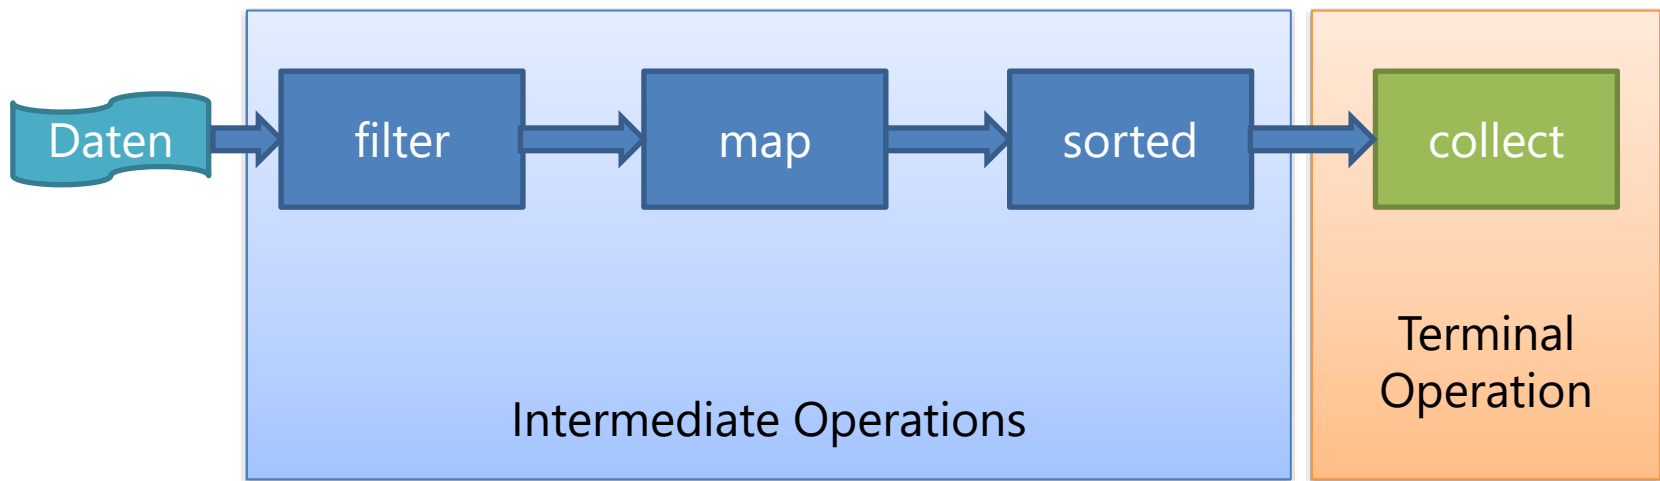 Daten
filter
map
sorted
collect
Intermediate Operations
Terminal
Operation